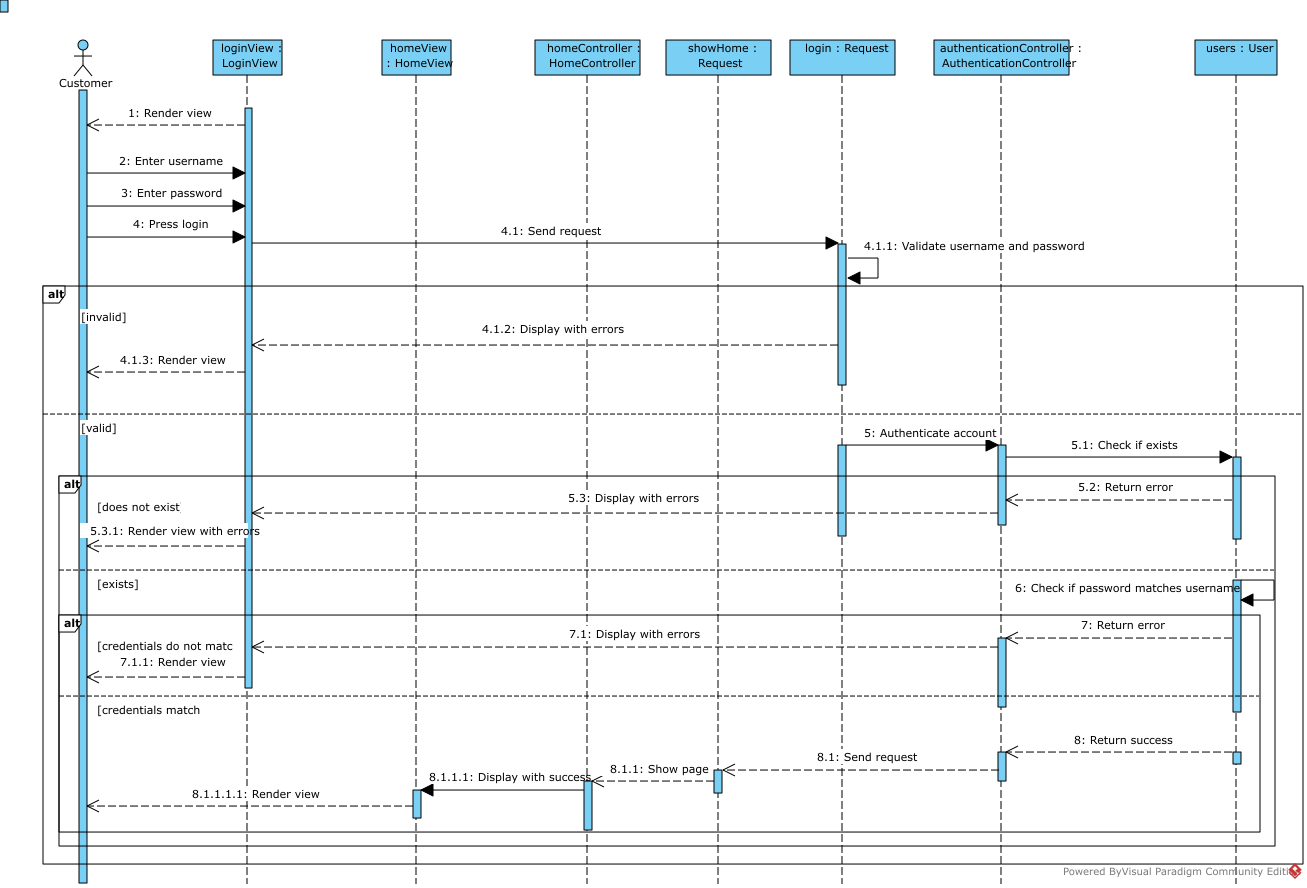 loginView :
LoginView
homeView
: HomeView
homeController :
HomeController
showHome :
Request
login : Request
authenticationController :
AuthenticationController
users : User
Customer
1: Render view
2: Enter username
3: Enter password
4: Press login
4.1: Send request
4.1.1: Validate username and password
alt
[invalid]
4.1.2: Display with errors
4.1.3: Render view
[valid]
5: Authenticate account
5.1: Check if exists
alt
5.2: Return error
[does not exist
5.3: Display with errors
5.3.1: Render view with errors
[exists]
6: Check if password matches username
alt
7: Return error
7.1: Display with errors
[credentials do not matc
7.1.1: Render view
[credentials match
8: Return success
8.1: Send request
8.1.1: Show page
8.1.1.1: Display with success
8.1.1.1.1: Render view
Powered ByVisual Paradigm Community Edition